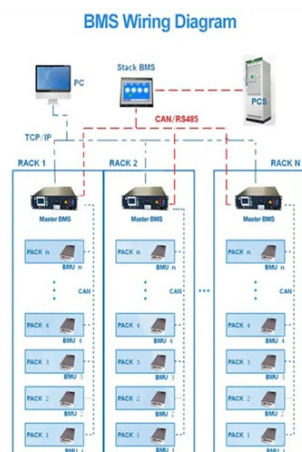 BMS Wiring Diagram
Stack BMS
PC
PCS
CAN/RS485
TCP/IP
RACK 1
RACK 2
RACK N
Master BMS
Master BMS
Master BMS
PACK n
PACK n
PACK n
BMU n
BMU n
BMU n
CAN
CAN
CAN
PACK 4
PACK 4
PACK 4
BMU 4
BMU 4
BMU 4
PACK 3
PACK 3
PACK 3
BMU 3
BMU 3
BMU 3
PACK 2
PACK 2
PACK 2
BMU 2
BMU 2
BMU 2
PACK 1
PACK 1
PACK 1